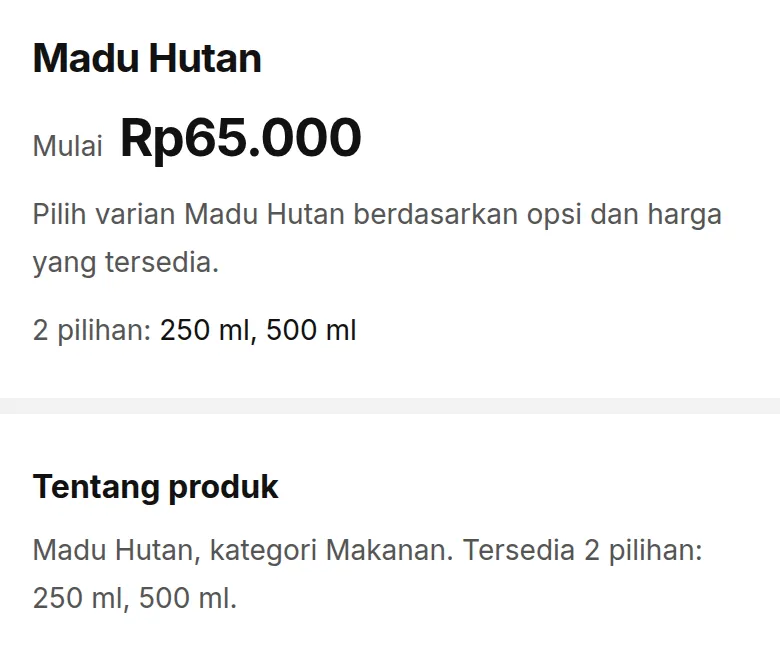 Madu Hutan
Mulai Rp65.000
Pilih varian Madu Hutan berdasarkan opsi dan harga
yang tersedia.
2 pilihan: 250 ml, 500 ml
Tentang produk
Madu Hutan, kategori Makanan. Tersedia 2 pilihan:
250 ml, 500 ml.